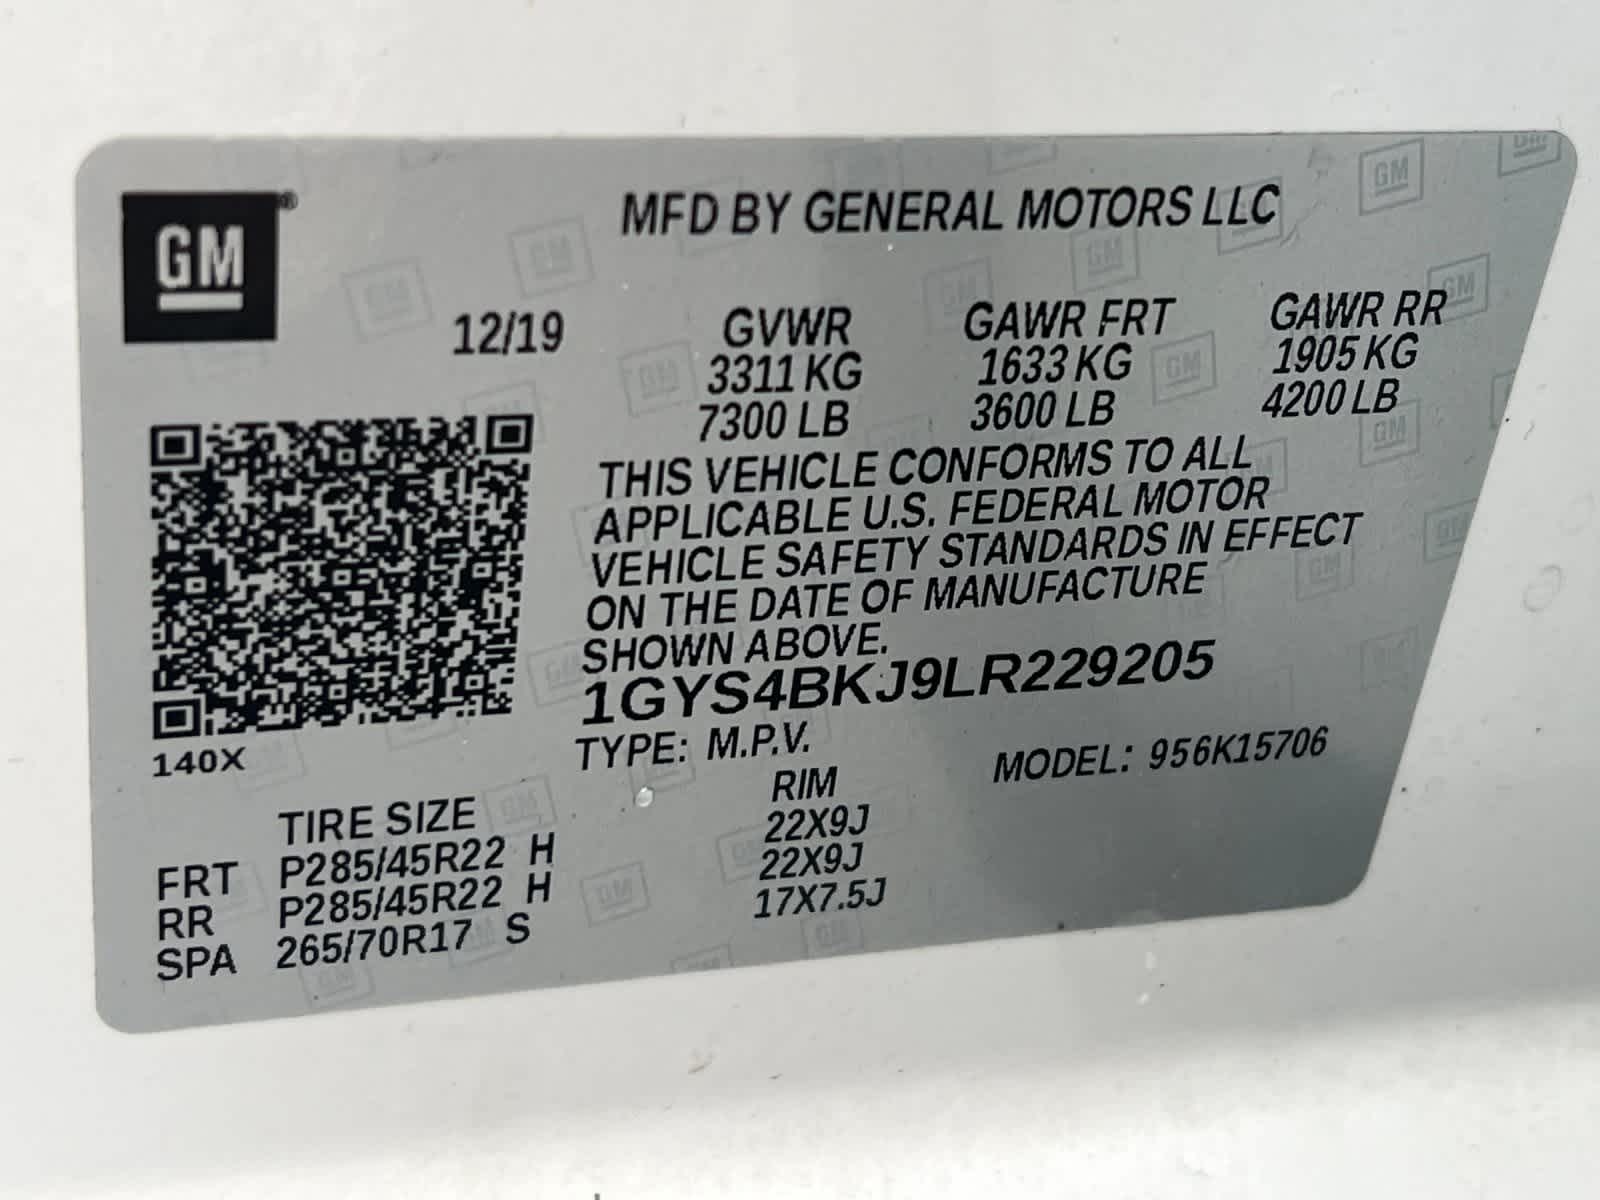 GM®
MFD BY GENERAL MOTORS LLC
12/19
GVWR GAWR FRT GAWR RR
3311 KG 1633 KG 1905 KG
7300 LB 3600 LB 4200 LB
THIS VEHICLE CONFORMS TO ALL
APPLICABLE U.S. FEDERAL MOTOR
VEHICLE SAFETY STANDARDS IN EFFECT
ON THE DATE OF MANUFACTURE
SHOWN ABOVE.
1GYS4BKJ9LR229205
140X
TYPE: M.P.V. MODEL: 956K15706
TIRE SIZE RIM
FRT P285/45R22 H 22X9J
RR P285/45R22 H 22X9J
SPA 265/70R17 S 17X7.5J